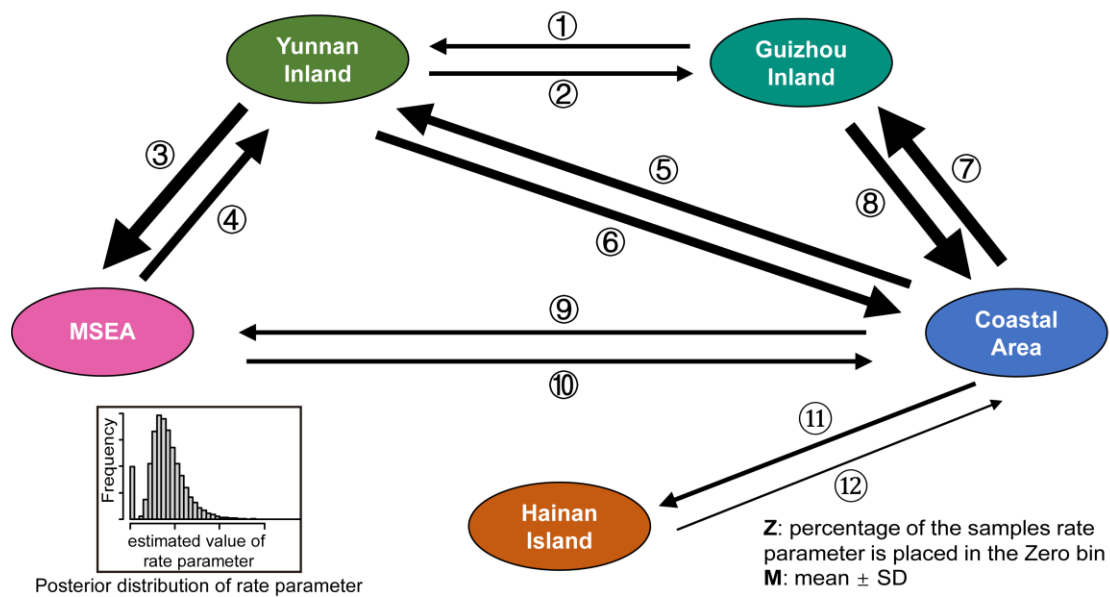 Yunnan
Inland
①
②
Guizhou
Inland
③
④
⑤
⑥
⑦
⑧
MSEA
⑨
⑩
Coastal
Area
⑪
⑫
Hainan
Island
Frequency
estimated value of
rate parameter
Posterior distribution of rate parameter
Z: percentage of the samples rate
parameter is placed in the Zero bin
M: mean ± SD